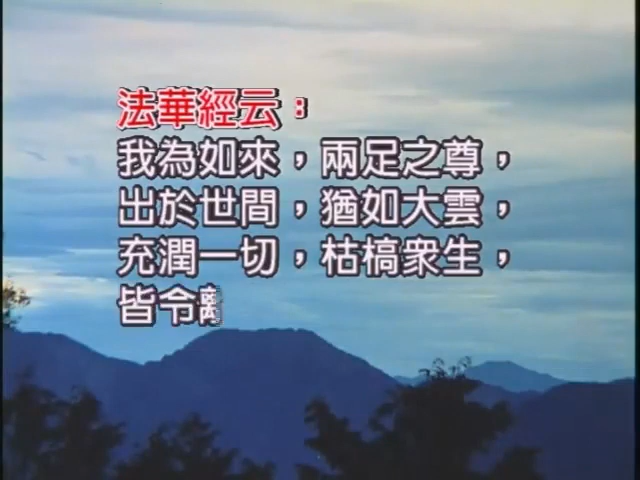 法華經云：
我為如來，兩足之尊，
出於世間，猶如大雲，
充潤一切，枯槁衆生，
皆令